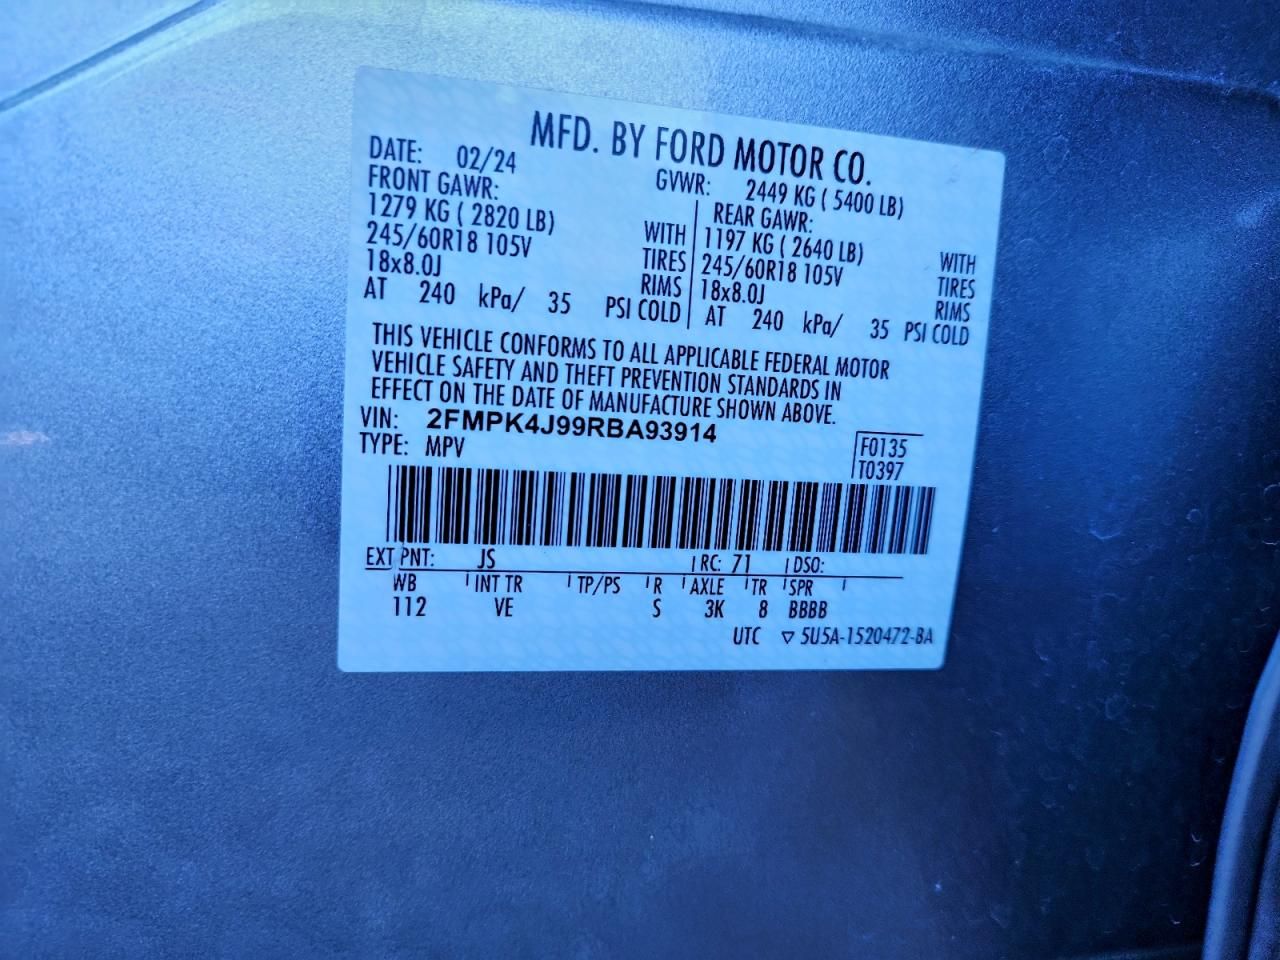 MFD. BY FORD MOTOR CO.
DATE: 02/24 GVWR: 2449 KG ( 5400 LB)
FRONT GAWR: REAR GAWR:
1279 KG ( 2820 LB) WITH 1197 KG ( 2640 LB) WITH
245/60R18 105V TIRES 245/60R18 105V TIRES
18x8.0J RIMS 18x8.0J RIMS
AT 240 kPa/ 35 PSI COLD AT 240 kPa/ 35 PSI COLD
THIS VEHICLE CONFORMS TO ALL APPLICABLE FEDERAL MOTOR
VEHICLE SAFETY AND THEFT PREVENTION STANDARDS IN
EFFECT ON THE DATE OF MANUFACTURE SHOWN ABOVE.
VIN: 2FMPK4J99RBA93914
TYPE: MPV
F0135
T0397
EXT PNT: JS RC: 71 DSO:
WB INT TR TP/PS R AXLE TR SPR
112 VE S 3K 8 BBBB
UTC ▽ 5U5A-1520472-BA